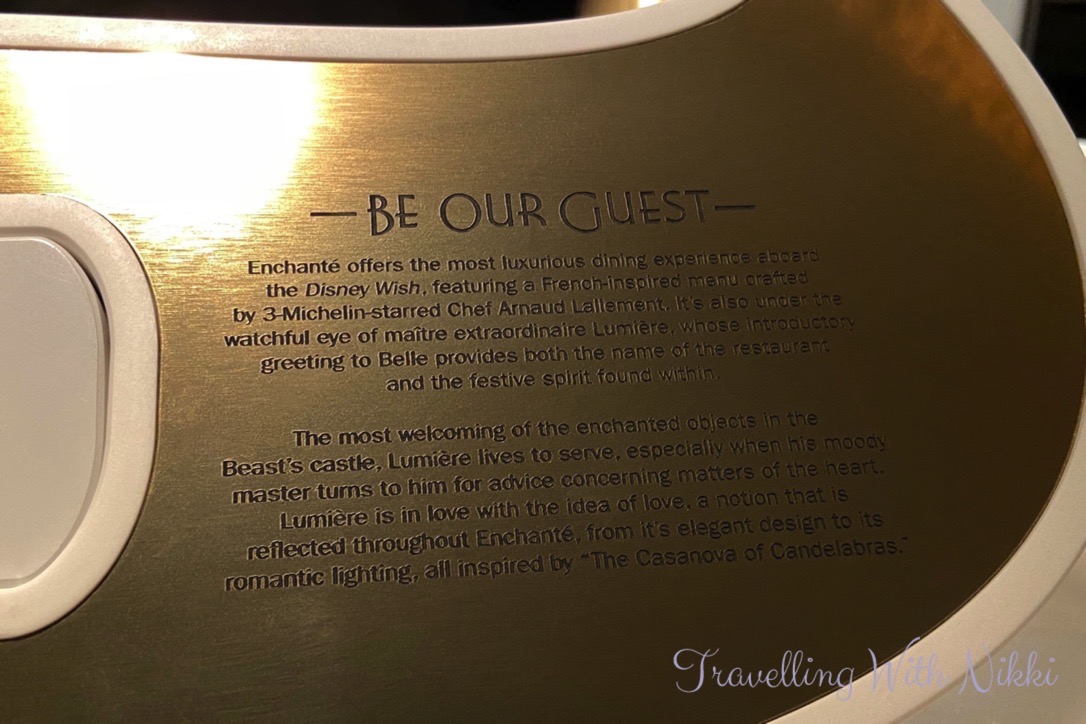 —BE OUR GUEST—
Enchanté offers the most luxurious dining experience aboard
the Disney Wish, featuring a French-inspired menu crafted
by 3-Michelin-starred Chef Arnaud Lallement. It's also under the
watchful eye of maître extraordinaire Lumière, whose introductory
greeting to Belle provides both the name of the restaurant
and the festive spirit found within.
The most welcoming of the enchanted objects in the
Beast's castle, Lumière lives to serve, especially when his moody
master turns to him for advice concerning matters of the heart.
Lumière is in love with the idea of love, a notion that is
reflected throughout Enchanté, from it's elegant design to its
romantic lighting, all inspired by “The Casanova of Candelabras.”
Travelling With Nikki